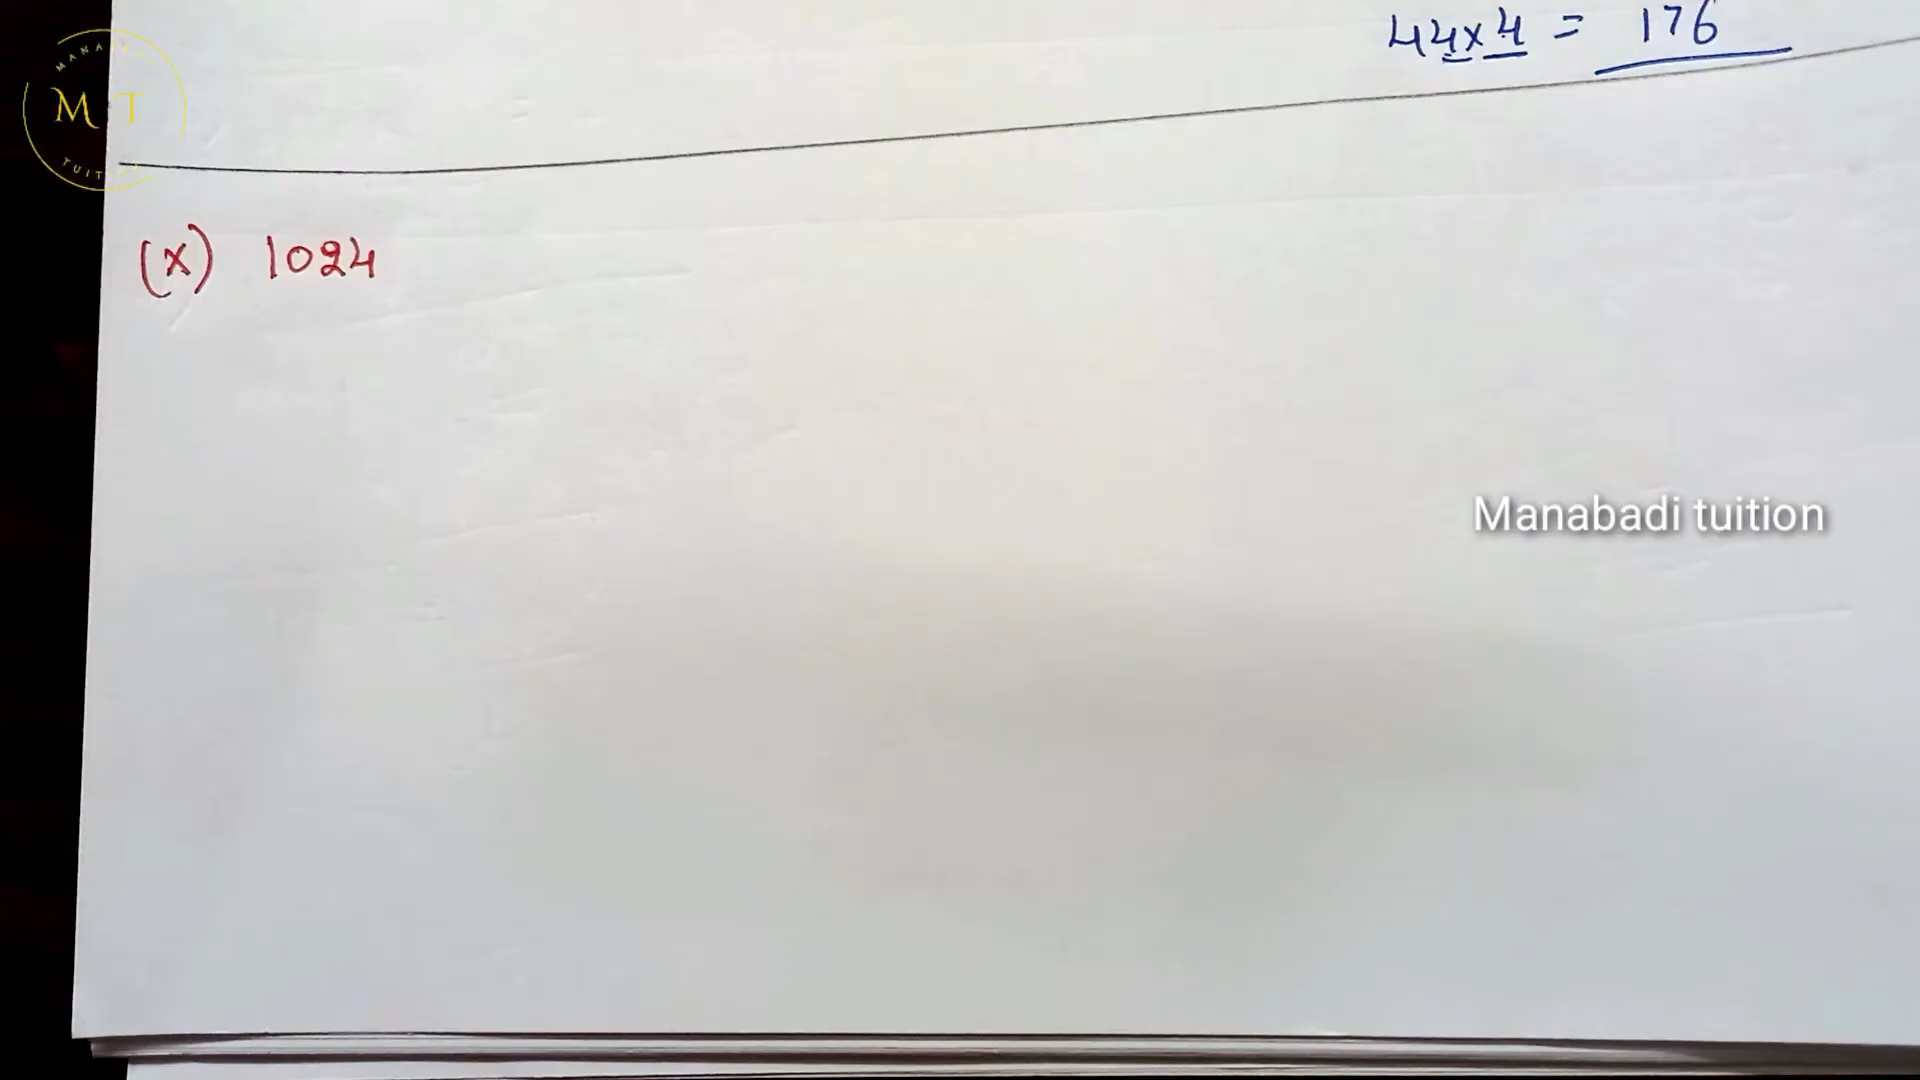 44x4 = 176
M T
(x) 1024
Manabadi tuition